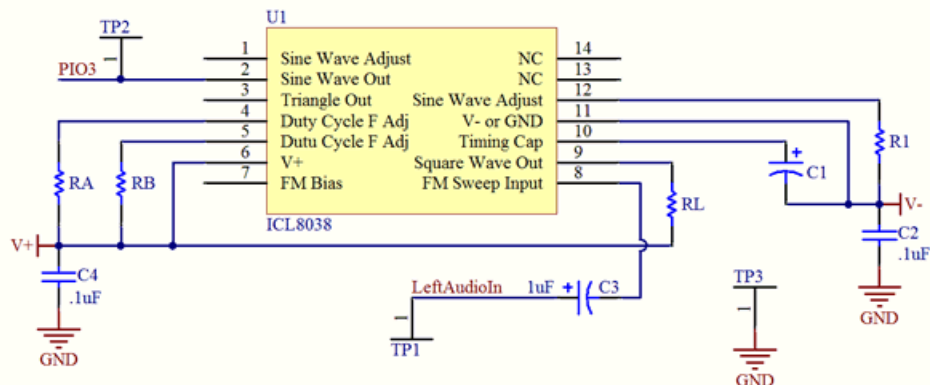 U1
TP2
1
PIO3
1 Sine Wave Adjust NC 14
2 Sine Wave Out NC 13
3 Triangle Out Sine Wave Adjust 12
4 Duty Cycle F Adj V- or GND 11
5 Dutu Cycle F Adj Timing Cap 10
6 V+ Square Wave Out 9
7 FM Bias FM Sweep Input 8
ICL8038
RA
RB
RL
C1
R1
V+
V-
C4
.1uF
GND
C2
.1uF
GND
LeftAudioIn
1uF
C3
1
TP1
TP3
1
GND